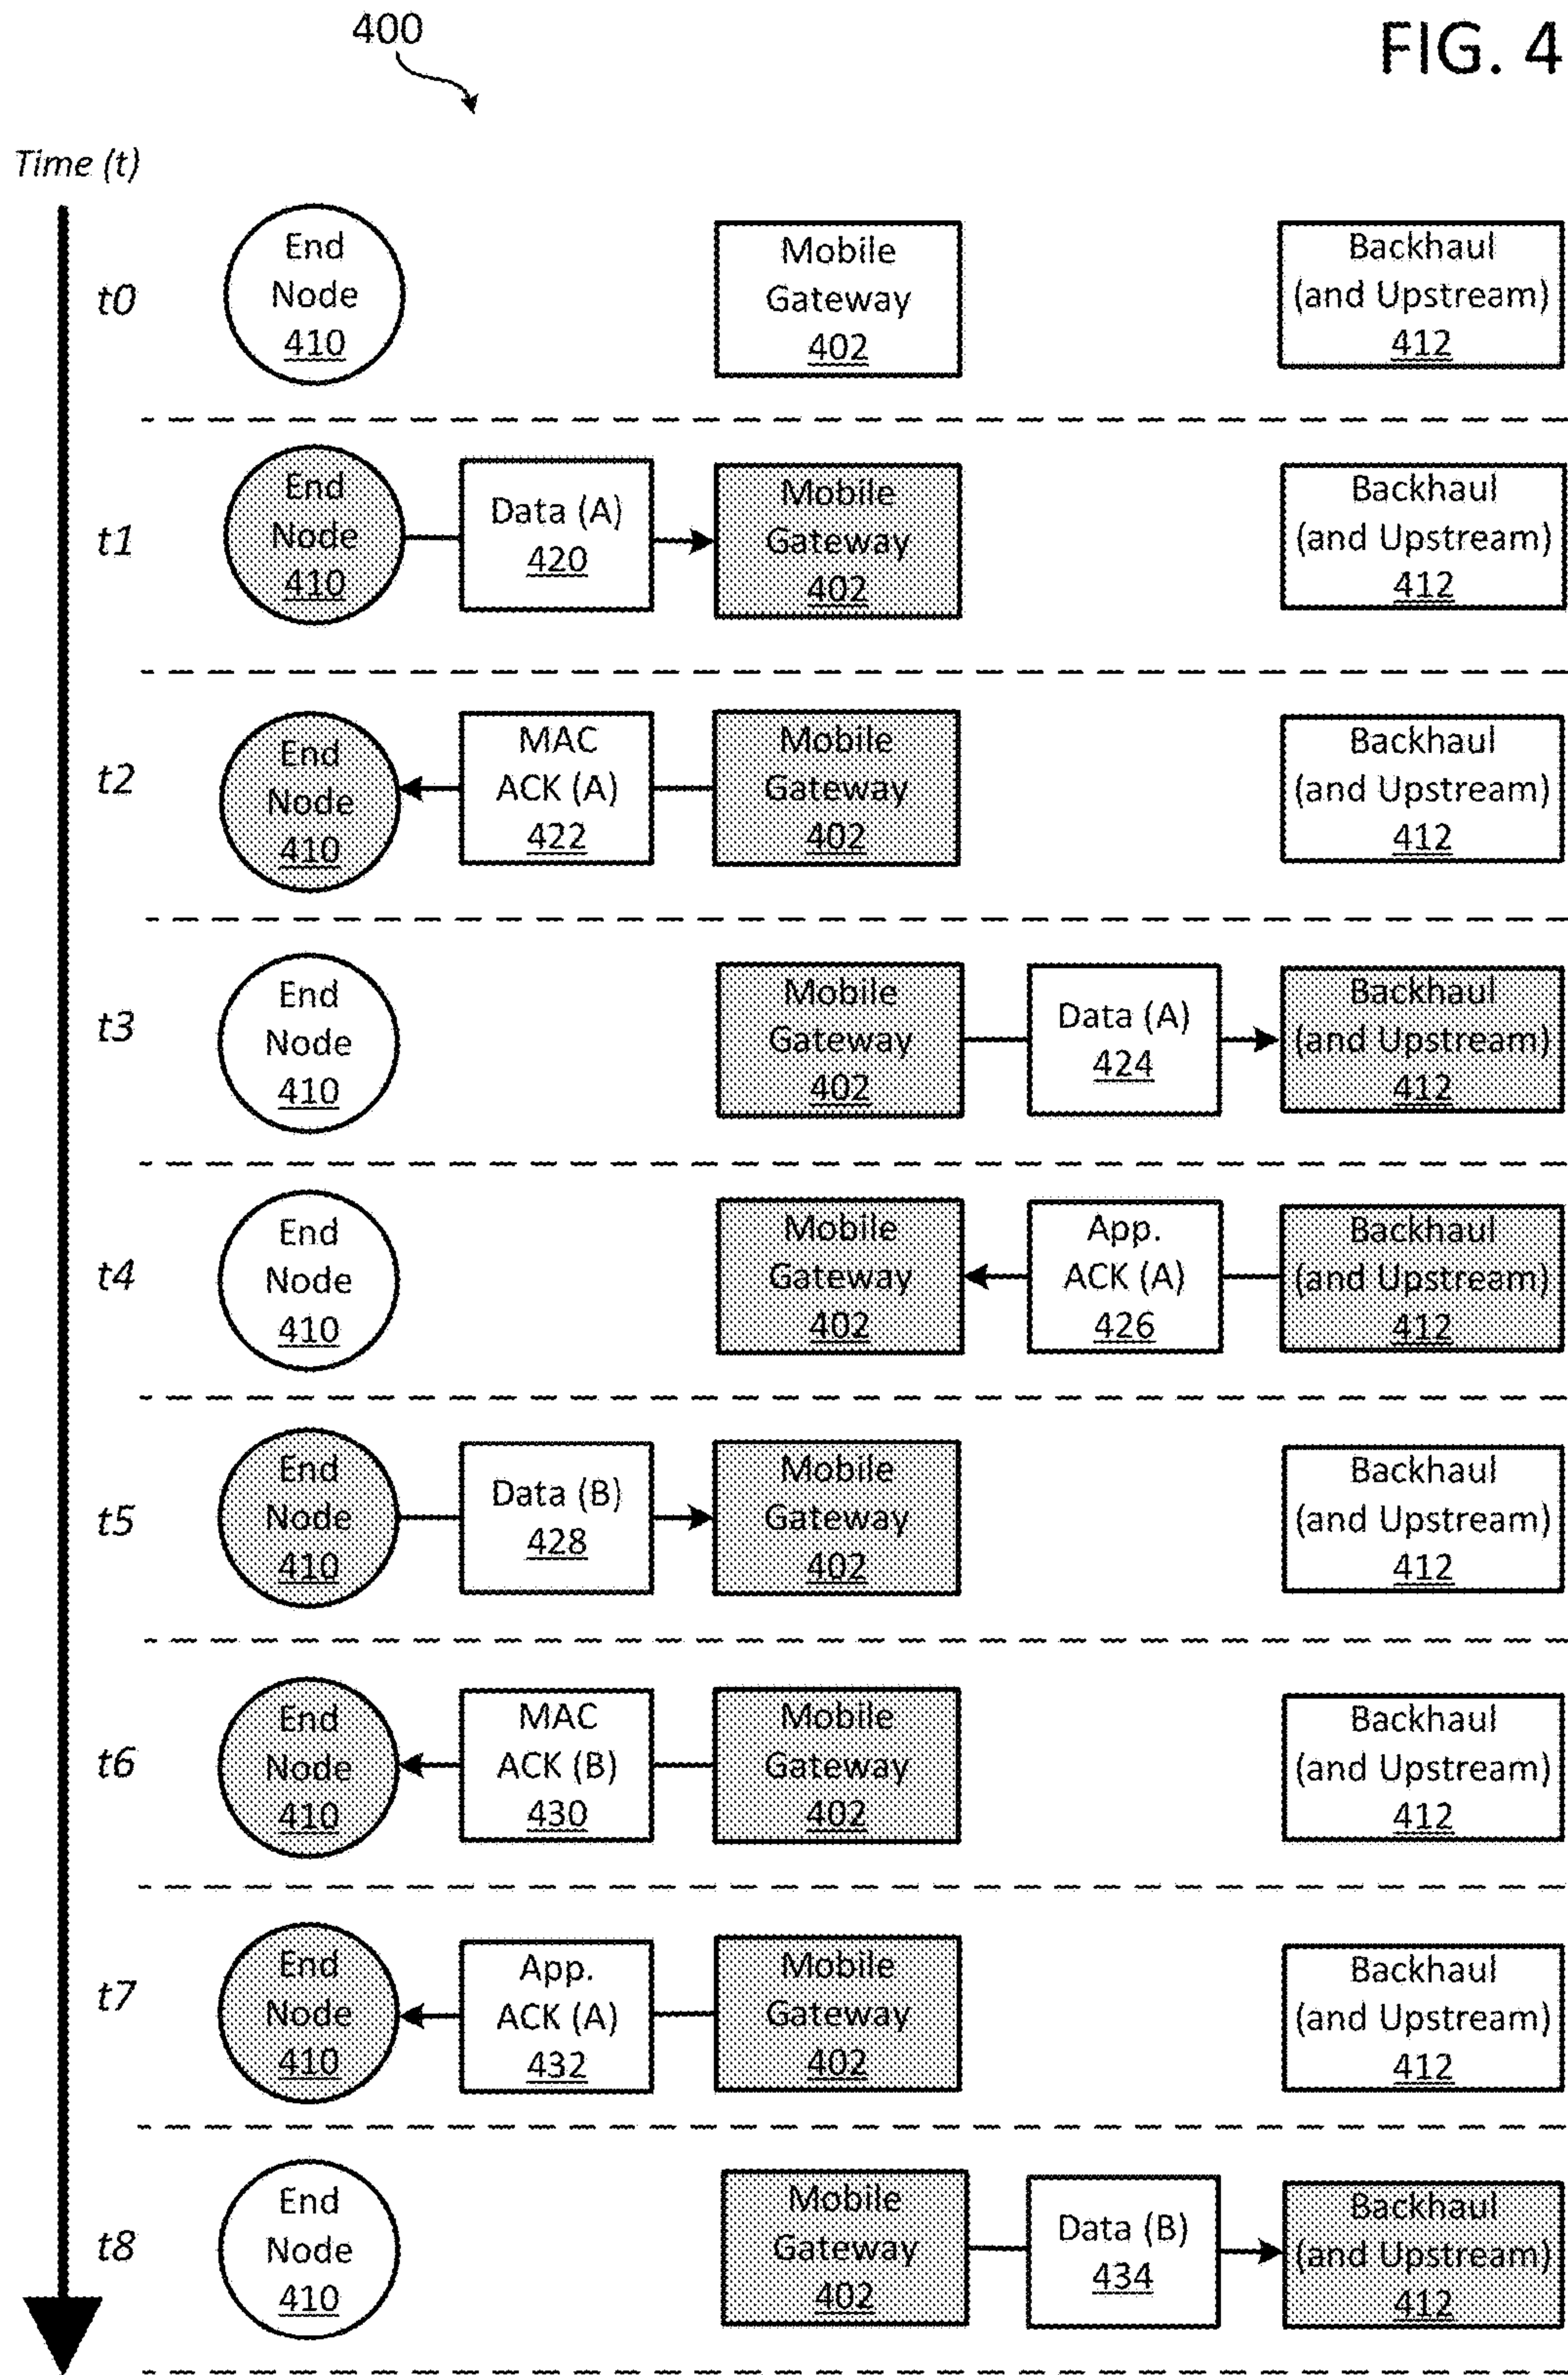 400
FIG. 4
Time (t)
t0
End
Node
410
Mobile
Gateway
402
Backhaul
(and Upstream)
412
t1
End
Node
410
Data (A)
420
Mobile
Gateway
402
Backhaul
(and Upstream)
412
t2
End
Node
410
MAC
ACK (A)
422
Mobile
Gateway
402
Backhaul
(and Upstream)
412
t3
End
Node
410
Mobile
Gateway
402
Data (A)
424
Backhaul
(and Upstream)
412
t4
End
Node
410
Mobile
Gateway
402
App.
ACK (A)
426
Backhaul
(and Upstream)
412
t5
End
Node
410
Data (B)
428
Mobile
Gateway
402
Backhaul
(and Upstream)
412
t6
End
Node
410
MAC
ACK (B)
430
Mobile
Gateway
402
Backhaul
(and Upstream)
412
t7
End
Node
410
App.
ACK (A)
432
Mobile
Gateway
402
Backhaul
(and Upstream)
412
t8
End
Node
410
Mobile
Gateway
402
Data (B)
434
Backhaul
(and Upstream)
412